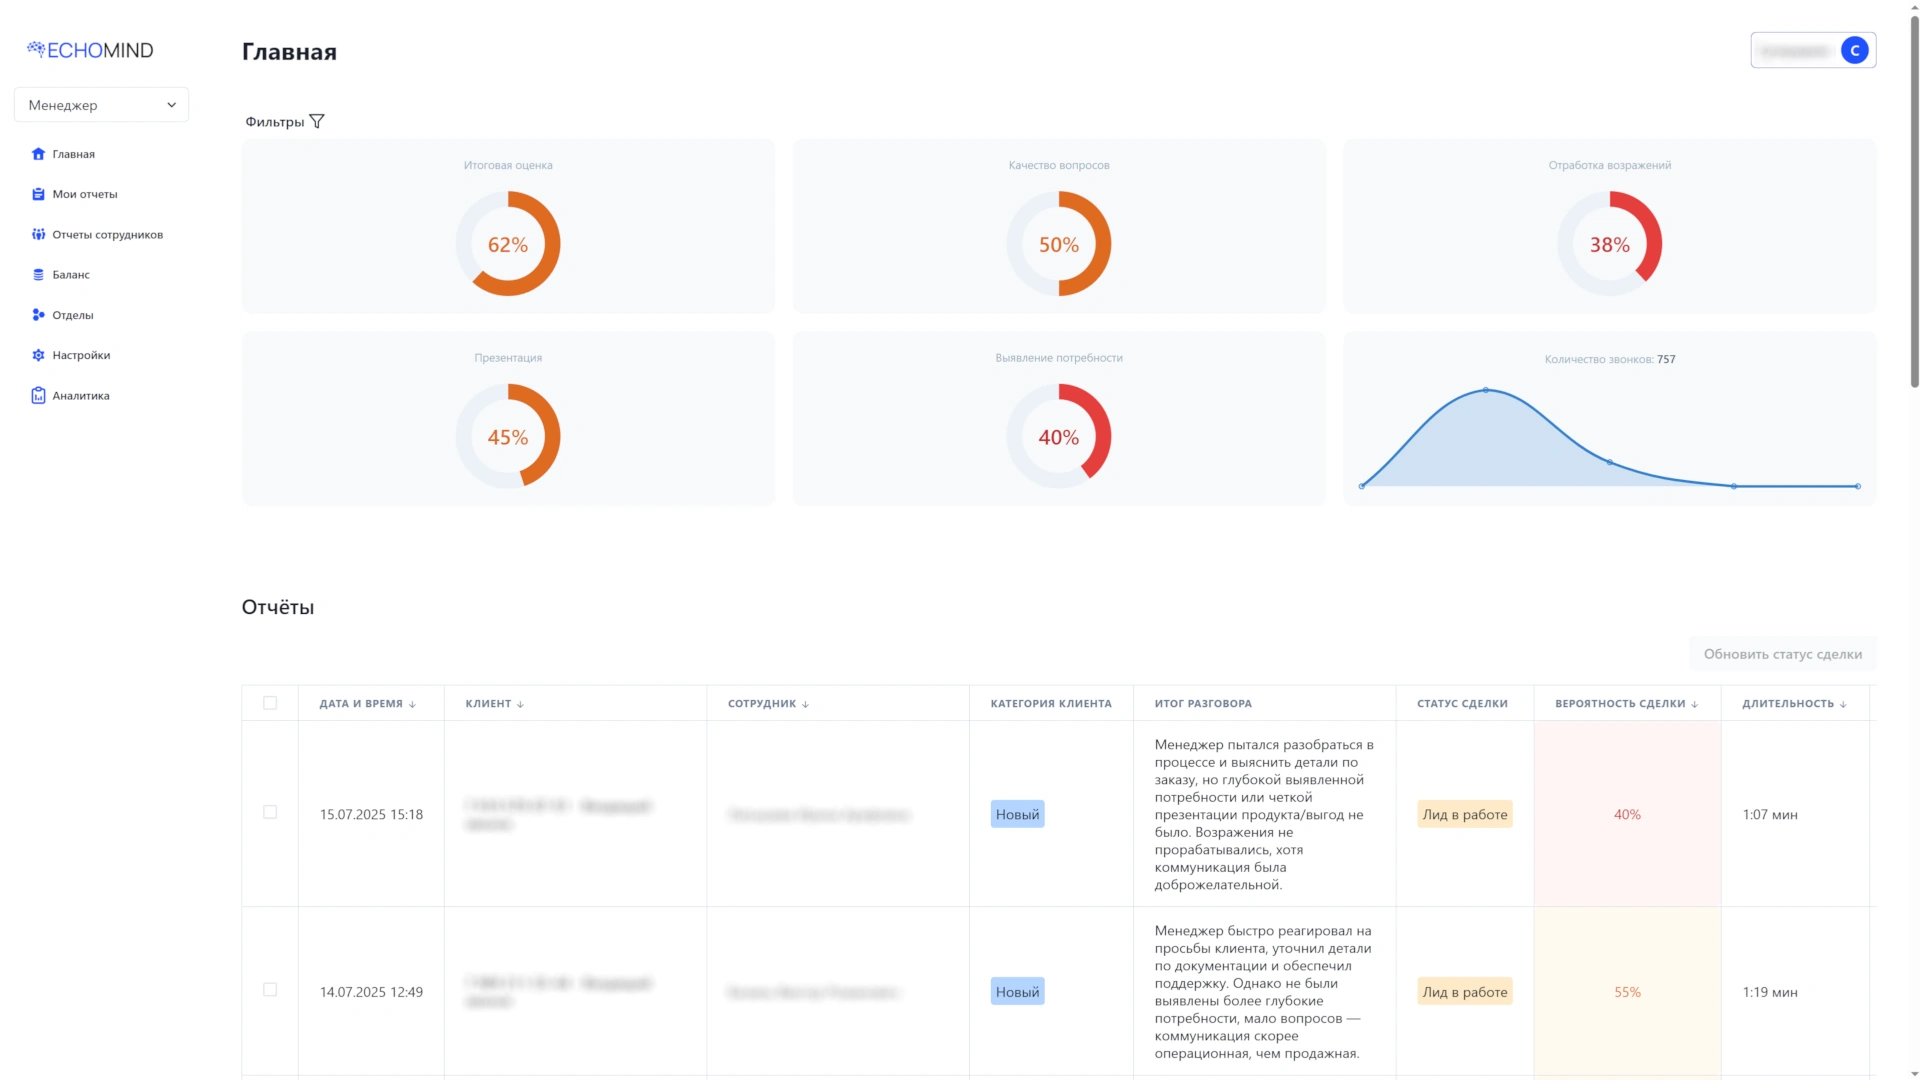 ECHOMIND
Главная
C
Менеджер
Фильтры
Главная
Мои отчеты
Отчеты сотрудников
Баланс
Отделы
Настройки
Аналитика
Итоговая оценка
62%
Качество вопросов
50%
Отработка возражений
38%
Презентация
45%
Выявление потребности
40%
Количество звонков: 757
Отчёты
Обновить статус сделки
ДАТА И ВРЕМЯ ↓ КЛИЕНТ ↓ СОТРУДНИК ↓ КАТЕГОРИЯ КЛИЕНТА ИТОГ РАЗГОВОРА СТАТУС СДЕЛКИ ВЕРОЯТНОСТЬ СДЕЛКИ ↓ ДЛИТЕЛЬНОСТЬ ↓
15.07.2025 15:18
Новый
Менеджер пытался разобраться в
процессе и выяснить детали по
заказу, но глубокой выявленной
потребности или четкой
презентации продукта/выгод не
было. Возражения не
прорабатывались, хотя
коммуникация была
доброжелательной.
Лид в работе
40%
1:07 мин
14.07.2025 12:49
Новый
Менеджер быстро реагировал на
просьбы клиента, уточнил детали
по документации и обеспечил
поддержку. Однако не были
выявлены более глубокие
потребности, мало вопросов —
коммуникация скорее
операционная, чем продажная.
Лид в работе
55%
1:19 мин